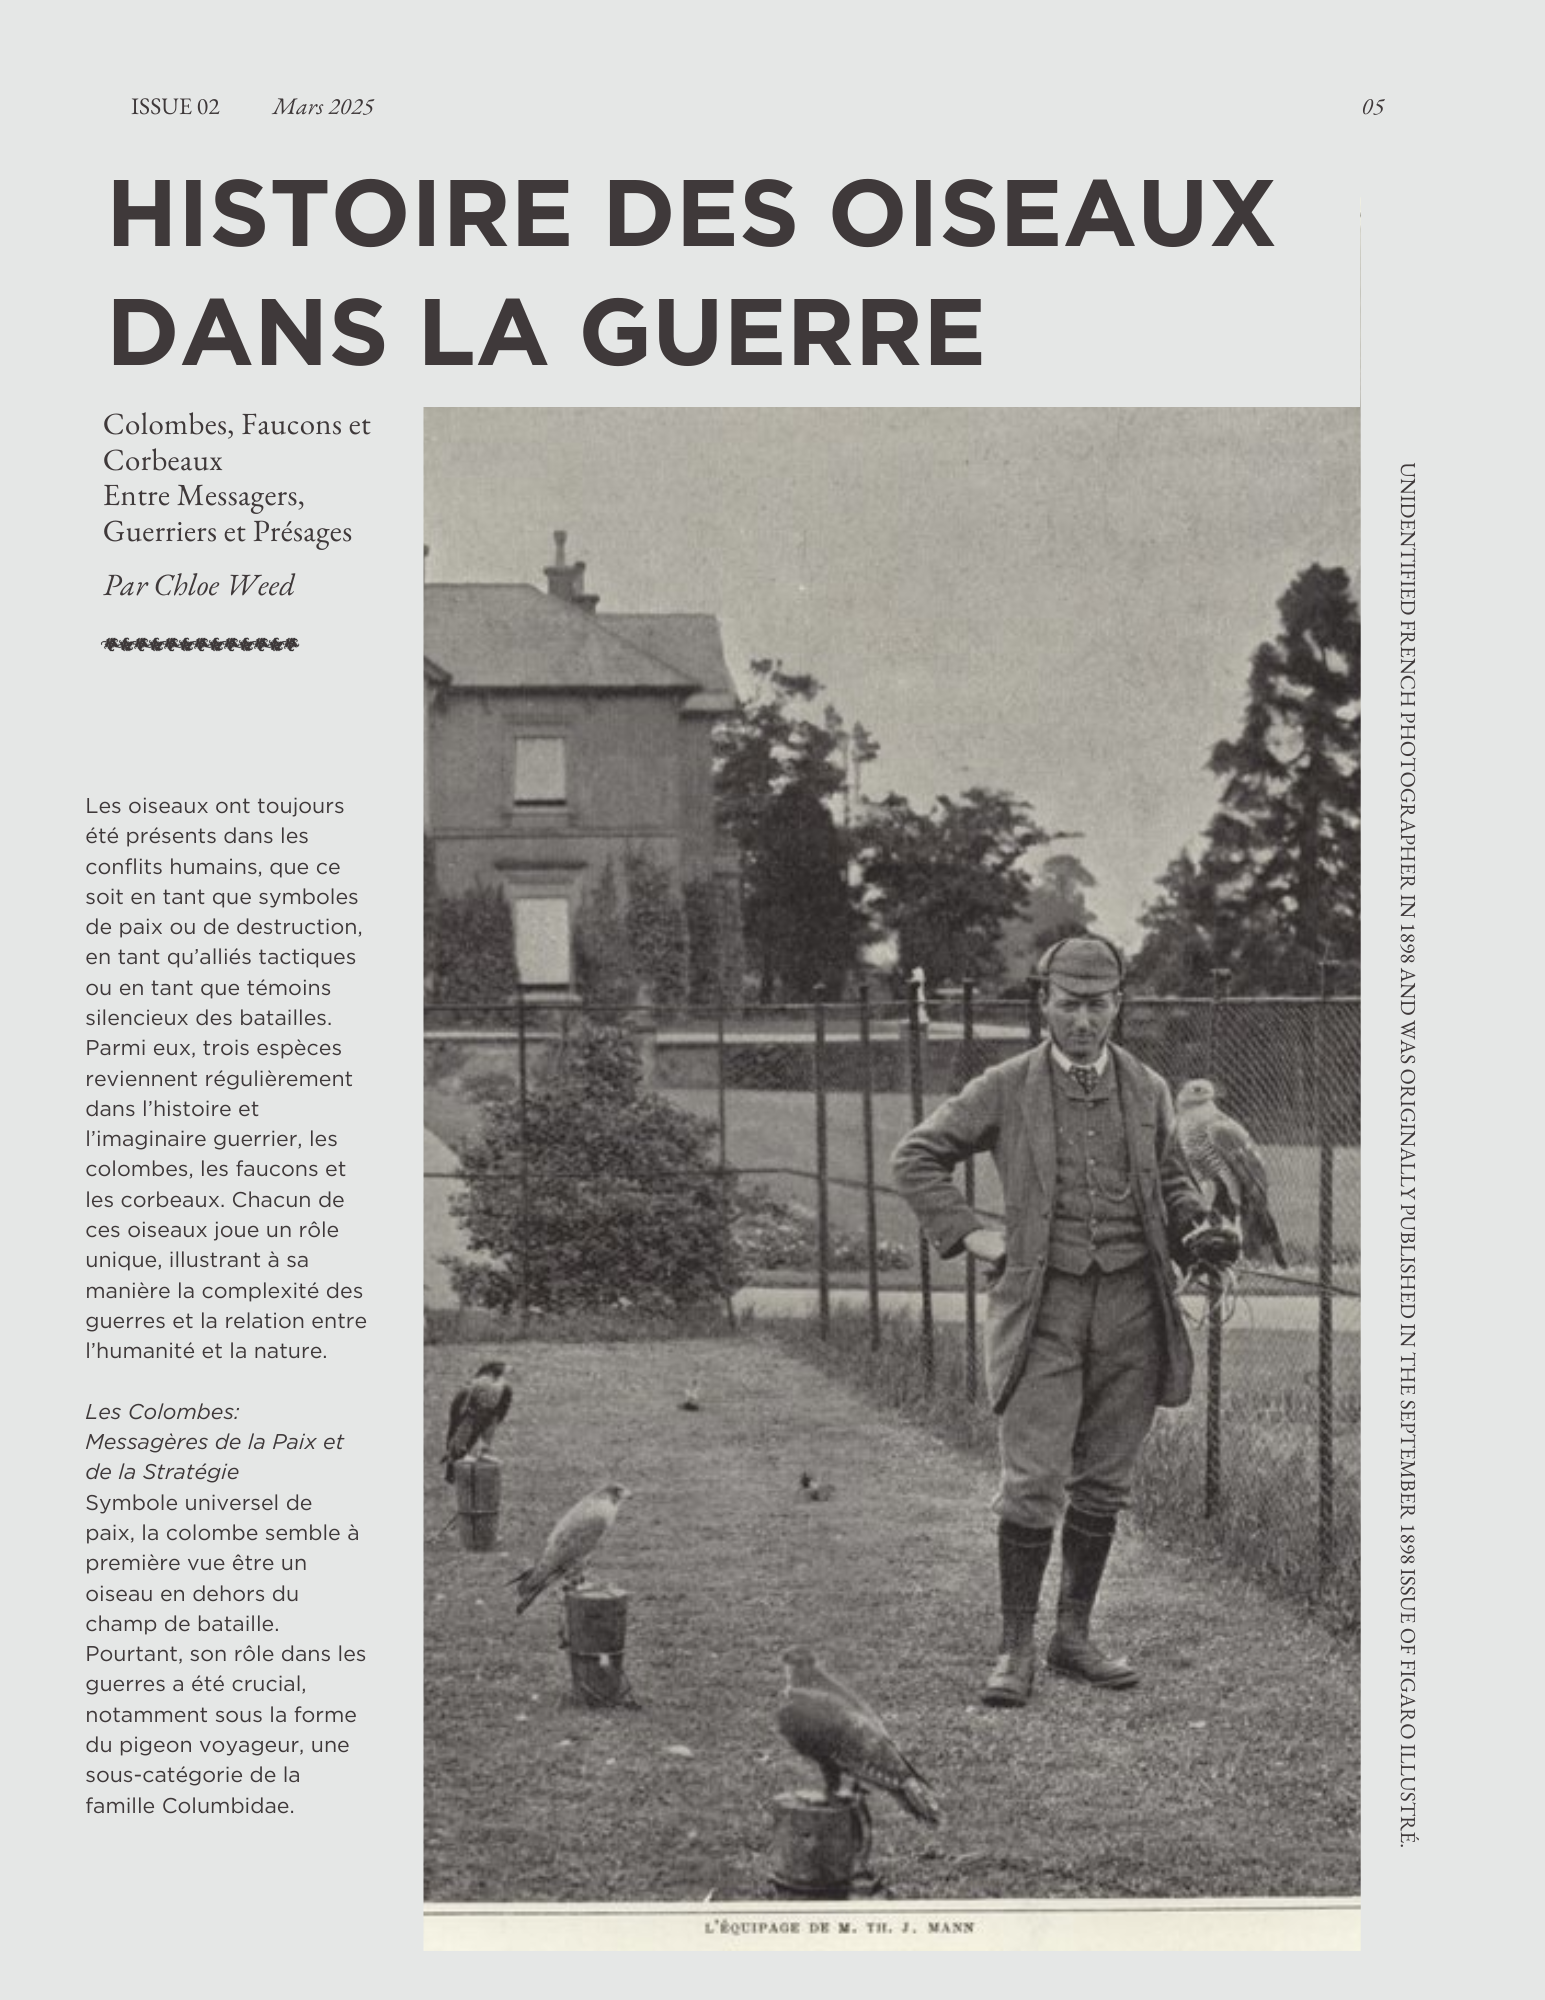 ISSUE 02
Mars 2025
05
HISTOIRE DES OISEAUX
DANS LA GUERRE
Colombes, Faucons et
Corbeaux
Entre Messagers,
Guerriers et Présages
Par Chloe Weed
Les oiseaux ont toujours
été présents dans les
conflits humains, que ce
soit en tant que symboles
de paix ou de destruction,
en tant qu’alliés tactiques
ou en tant que témoins
silencieux des batailles.
Parmi eux, trois espèces
reviennent régulièrement
dans l’histoire et
l’imaginaire guerrier, les
colombes, les faucons et
les corbeaux. Chacun de
ces oiseaux joue un rôle
unique, illustrant à sa
manière la complexité des
guerres et la relation entre
l’humanité et la nature.
Les Colombes:
Messagères de la Paix et
de la Stratégie
Symbole universel de
paix, la colombe semble à
première vue être un
oiseau en dehors du
champ de bataille.
Pourtant, son rôle dans les
guerres a été crucial,
notamment sous la forme
du pigeon voyageur, une
sous-catégorie de la
famille Columbidae.
L'ÉQUIPAGE DE M. TH. J. MANN
UNIDENTIFIED FRENCH PHOTOGRAPHER IN 1898 AND WAS ORIGINALLY PUBLISHED IN THE SEPTEMBER 1898 ISSUE OF FIGARO ILLUSTRÉ.